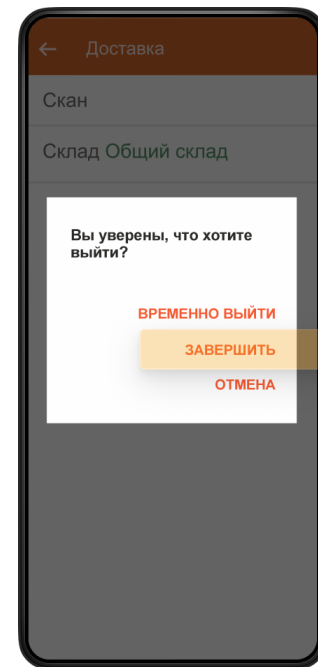 Доставка
Скан
Склад Общий склад
Вы уверены, что хотите
выйти?
ВРЕМЕННО ВЫЙТИ
ЗАВЕРШИТЬ
ОТМЕНА